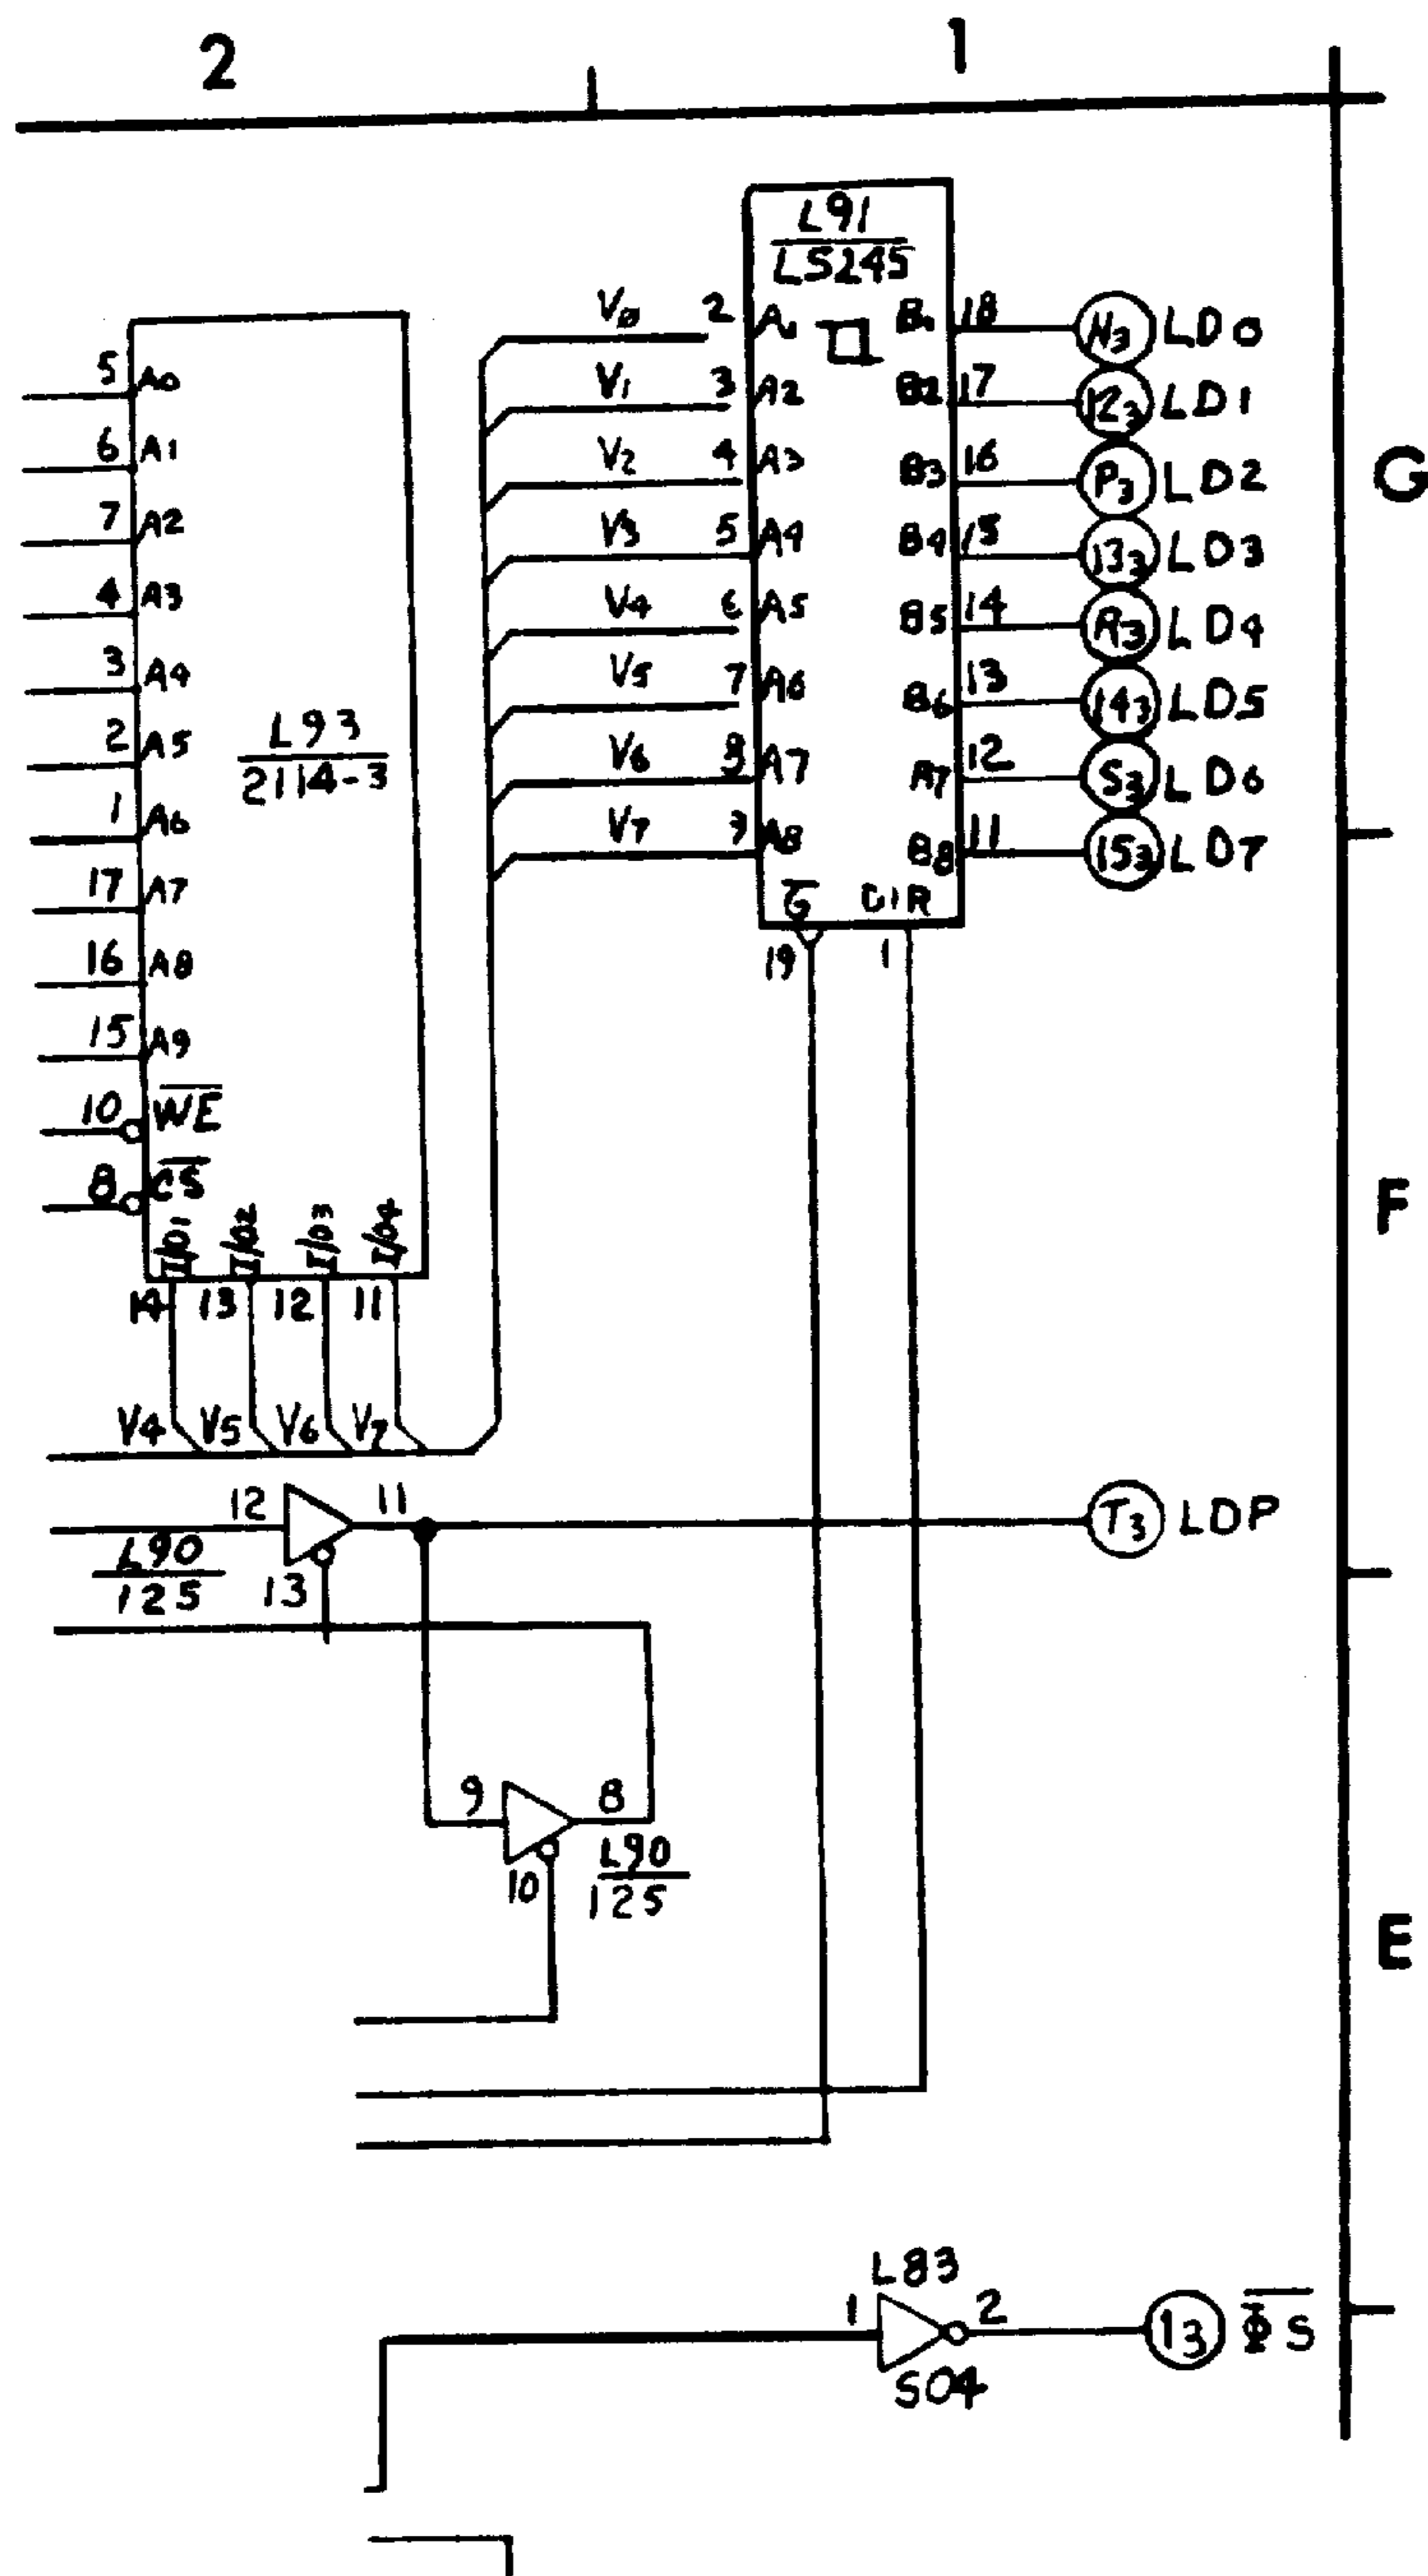 2 1
L91
LS245
V0 2 A1 B1 18 N3 LD0
V1 3 A2 B2 17 123 LD1
V2 4 A3 B3 16 P3 LD2
V3 5 A4 B4 15 133 LD3
V4 6 A5 B5 14 R3 LD4
V5 7 A6 B6 13 143 LD5
V6 8 A7 A7 12 S3 LD6
V7 9 A8 B8 11 153 LD7
G DIR
19 1
5 A0
6 A1
7 A2
4 A3
3 A4
2 A5
1 A6
17 A7
16 A8
15 A9
10 WE
8 CS
L93
2114-3
I/O1 I/O2 I/O3 I/O4
14 13 12 11
V4 V5 V6 V7
12 11 T3 LDP
L90
125
13
9 8
10
L90
125
L83
1 2 13 Φ S
S04
G
F
E